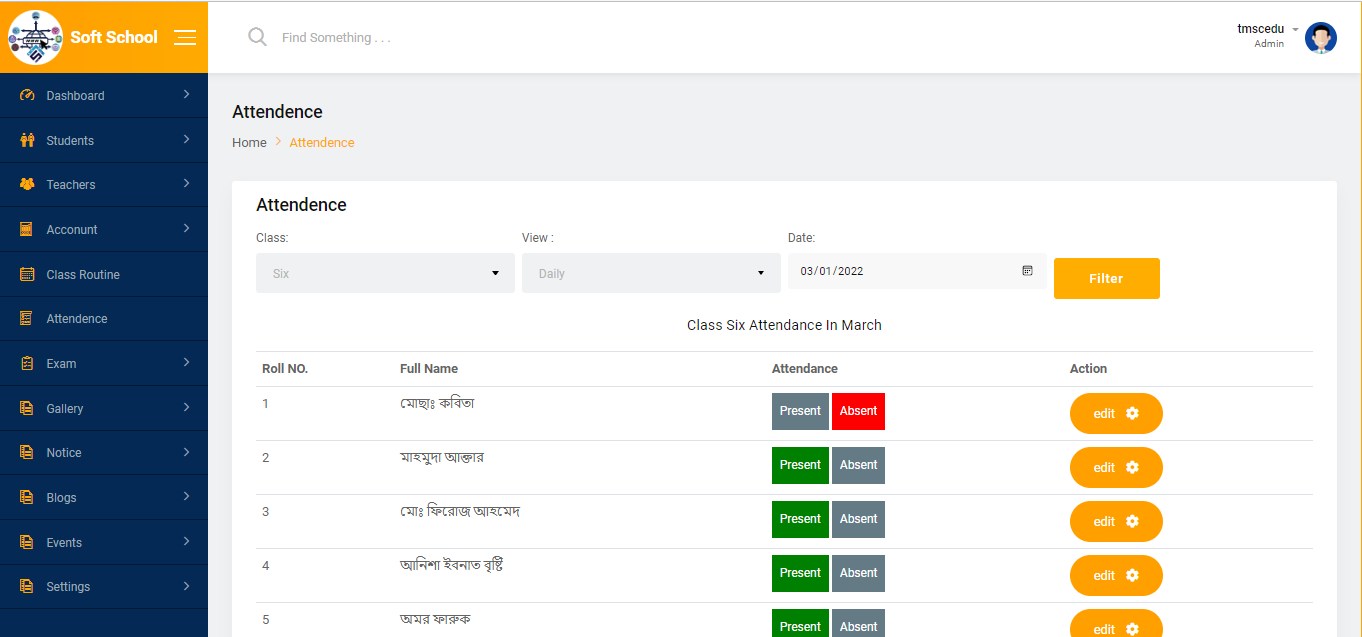 Soft School
Find Something . . .
tmscedu
Admin
Dashboard
Students
Teachers
Acconunt
Class Routine
Attendence
Exam
Gallery
Notice
Blogs
Events
Settings
Attendence
Home Attendence
Attendence
Class: View : Date:
Six Daily 03/01/2022 Filter
Class Six Attendance In March
Roll NO. Full Name Attendance Action
1 মোছাঃ কবিতা Present Absent edit
2 মাহমুদা আক্তার Present Absent edit
3 মোঃ ফিরোজ আহমেদ Present Absent edit
4 আনিশা ইবনাত বৃষ্টি Present Absent edit
5 অমর ফারুক Present Absent edit